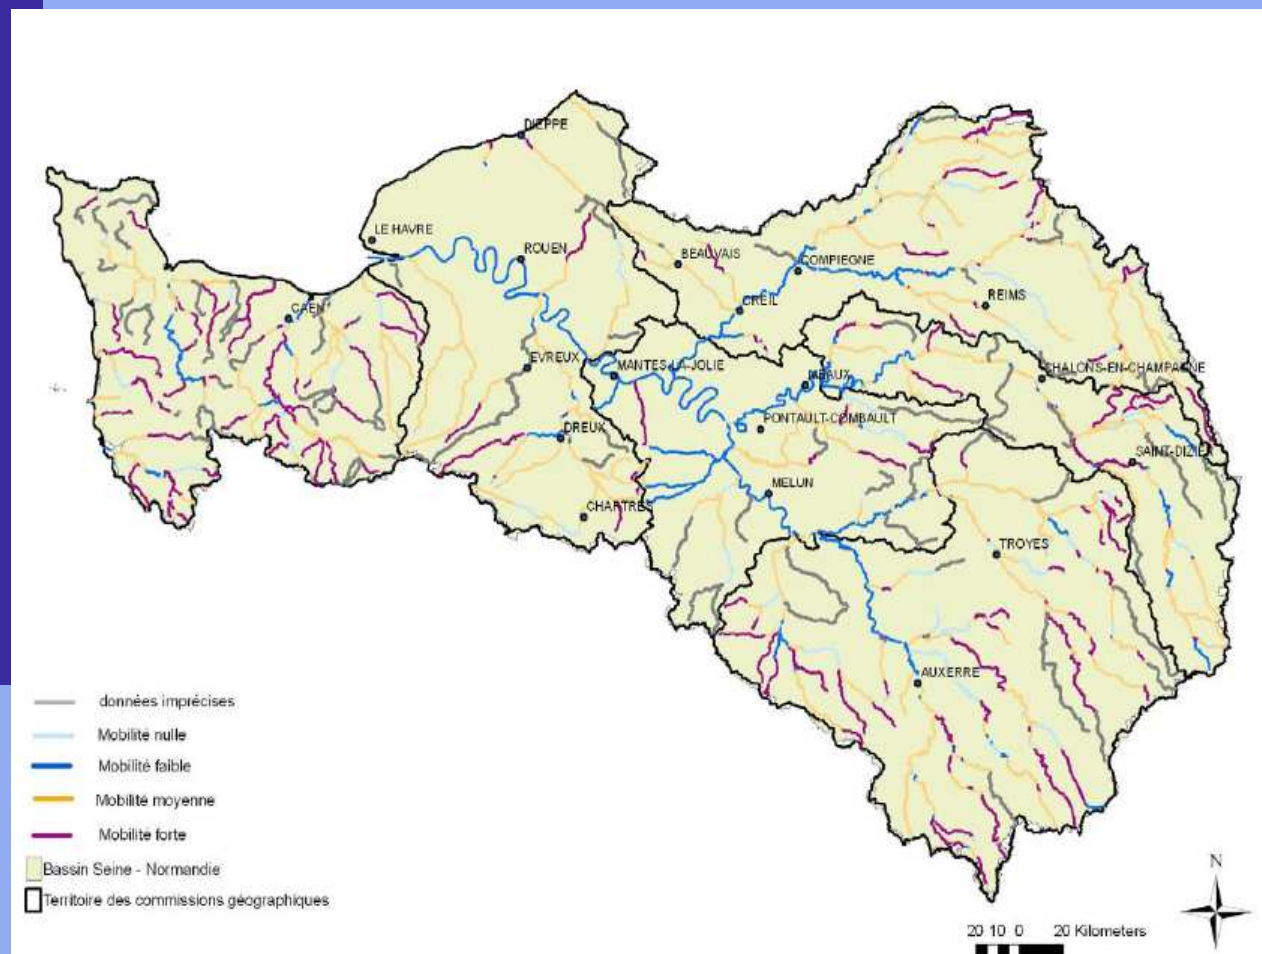 DIEPPE
LE HAVRE
ROUEN
BEAUVAIS
COMPIEGNE
CREIL
REIMS
CAEN
EVREUX
MANTES-LA-JOLIE
MEAUX
CHALONS-EN-CHAMPAGNE
PONTAULT-COMBAULT
DREUX
SAINT-DIZIER
MELUN
CHARTRES
TROYES
AUXERRE
données imprécises
Mobilité nulle
Mobilité faible
Mobilité moyenne
Mobilité forte
Bassin Seine - Normandie
Territoire des commissions géographiques
N
20 10 0 20 Kilometers